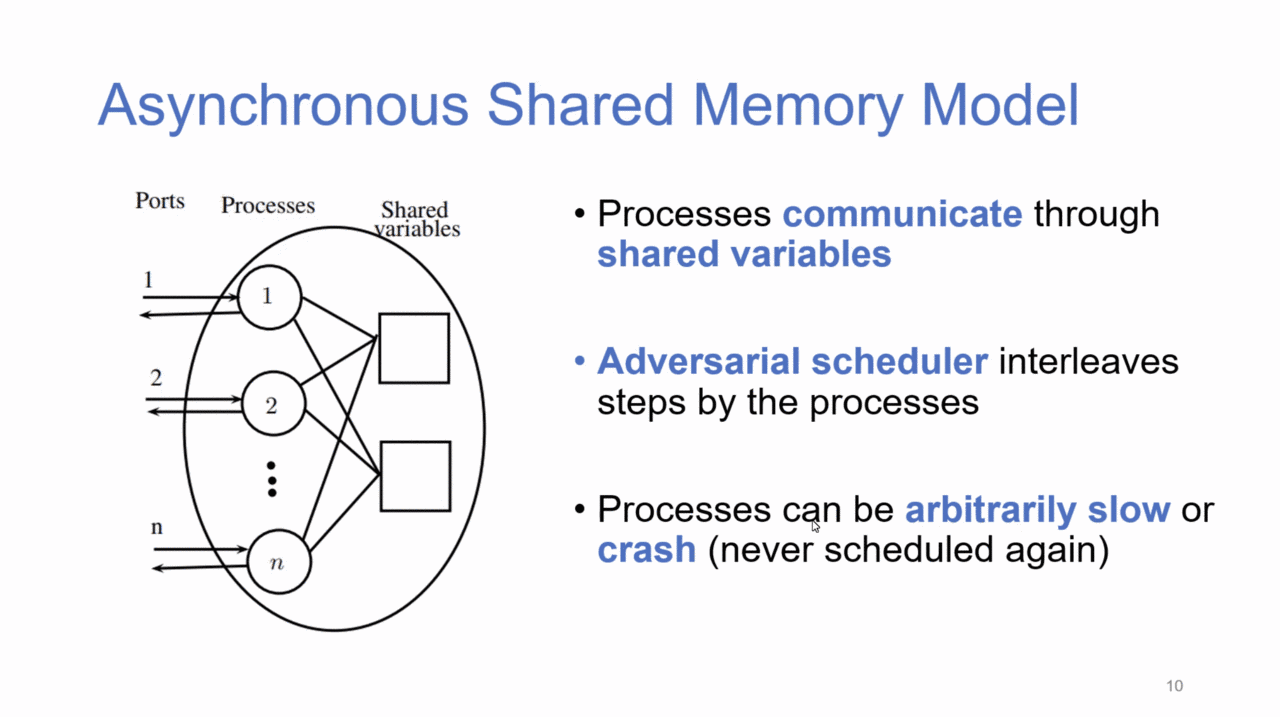 Asynchronous Shared Memory Model
Ports
Processes
Shared
variables
1
1
2
2
n
n
• Processes communicate through
shared variables
• Adversarial scheduler interleaves
steps by the processes
• Processes can be arbitrarily slow or
crash (never scheduled again)
10